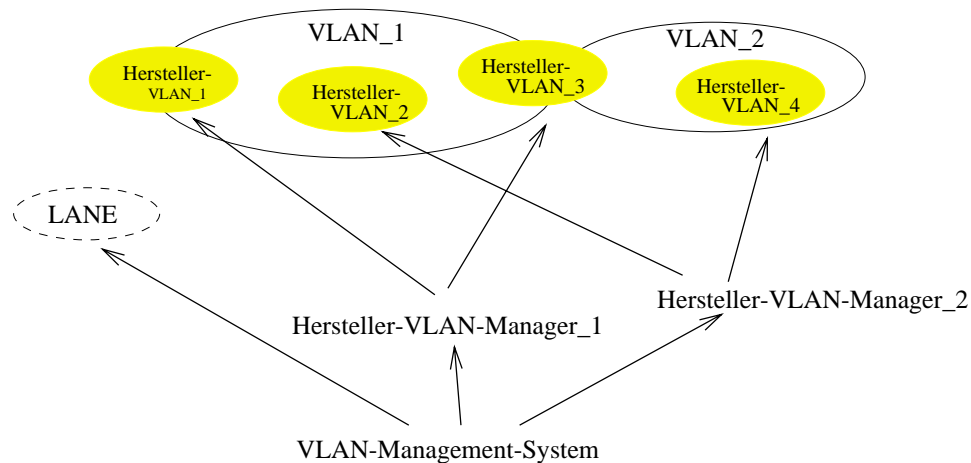 VLAN_1
VLAN_2
Hersteller-
VLAN_1
Hersteller-
VLAN_2
Hersteller-
VLAN_3
Hersteller-
VLAN_4
LANE
Hersteller-VLAN-Manager_1
Hersteller-VLAN-Manager_2
VLAN-Management-System